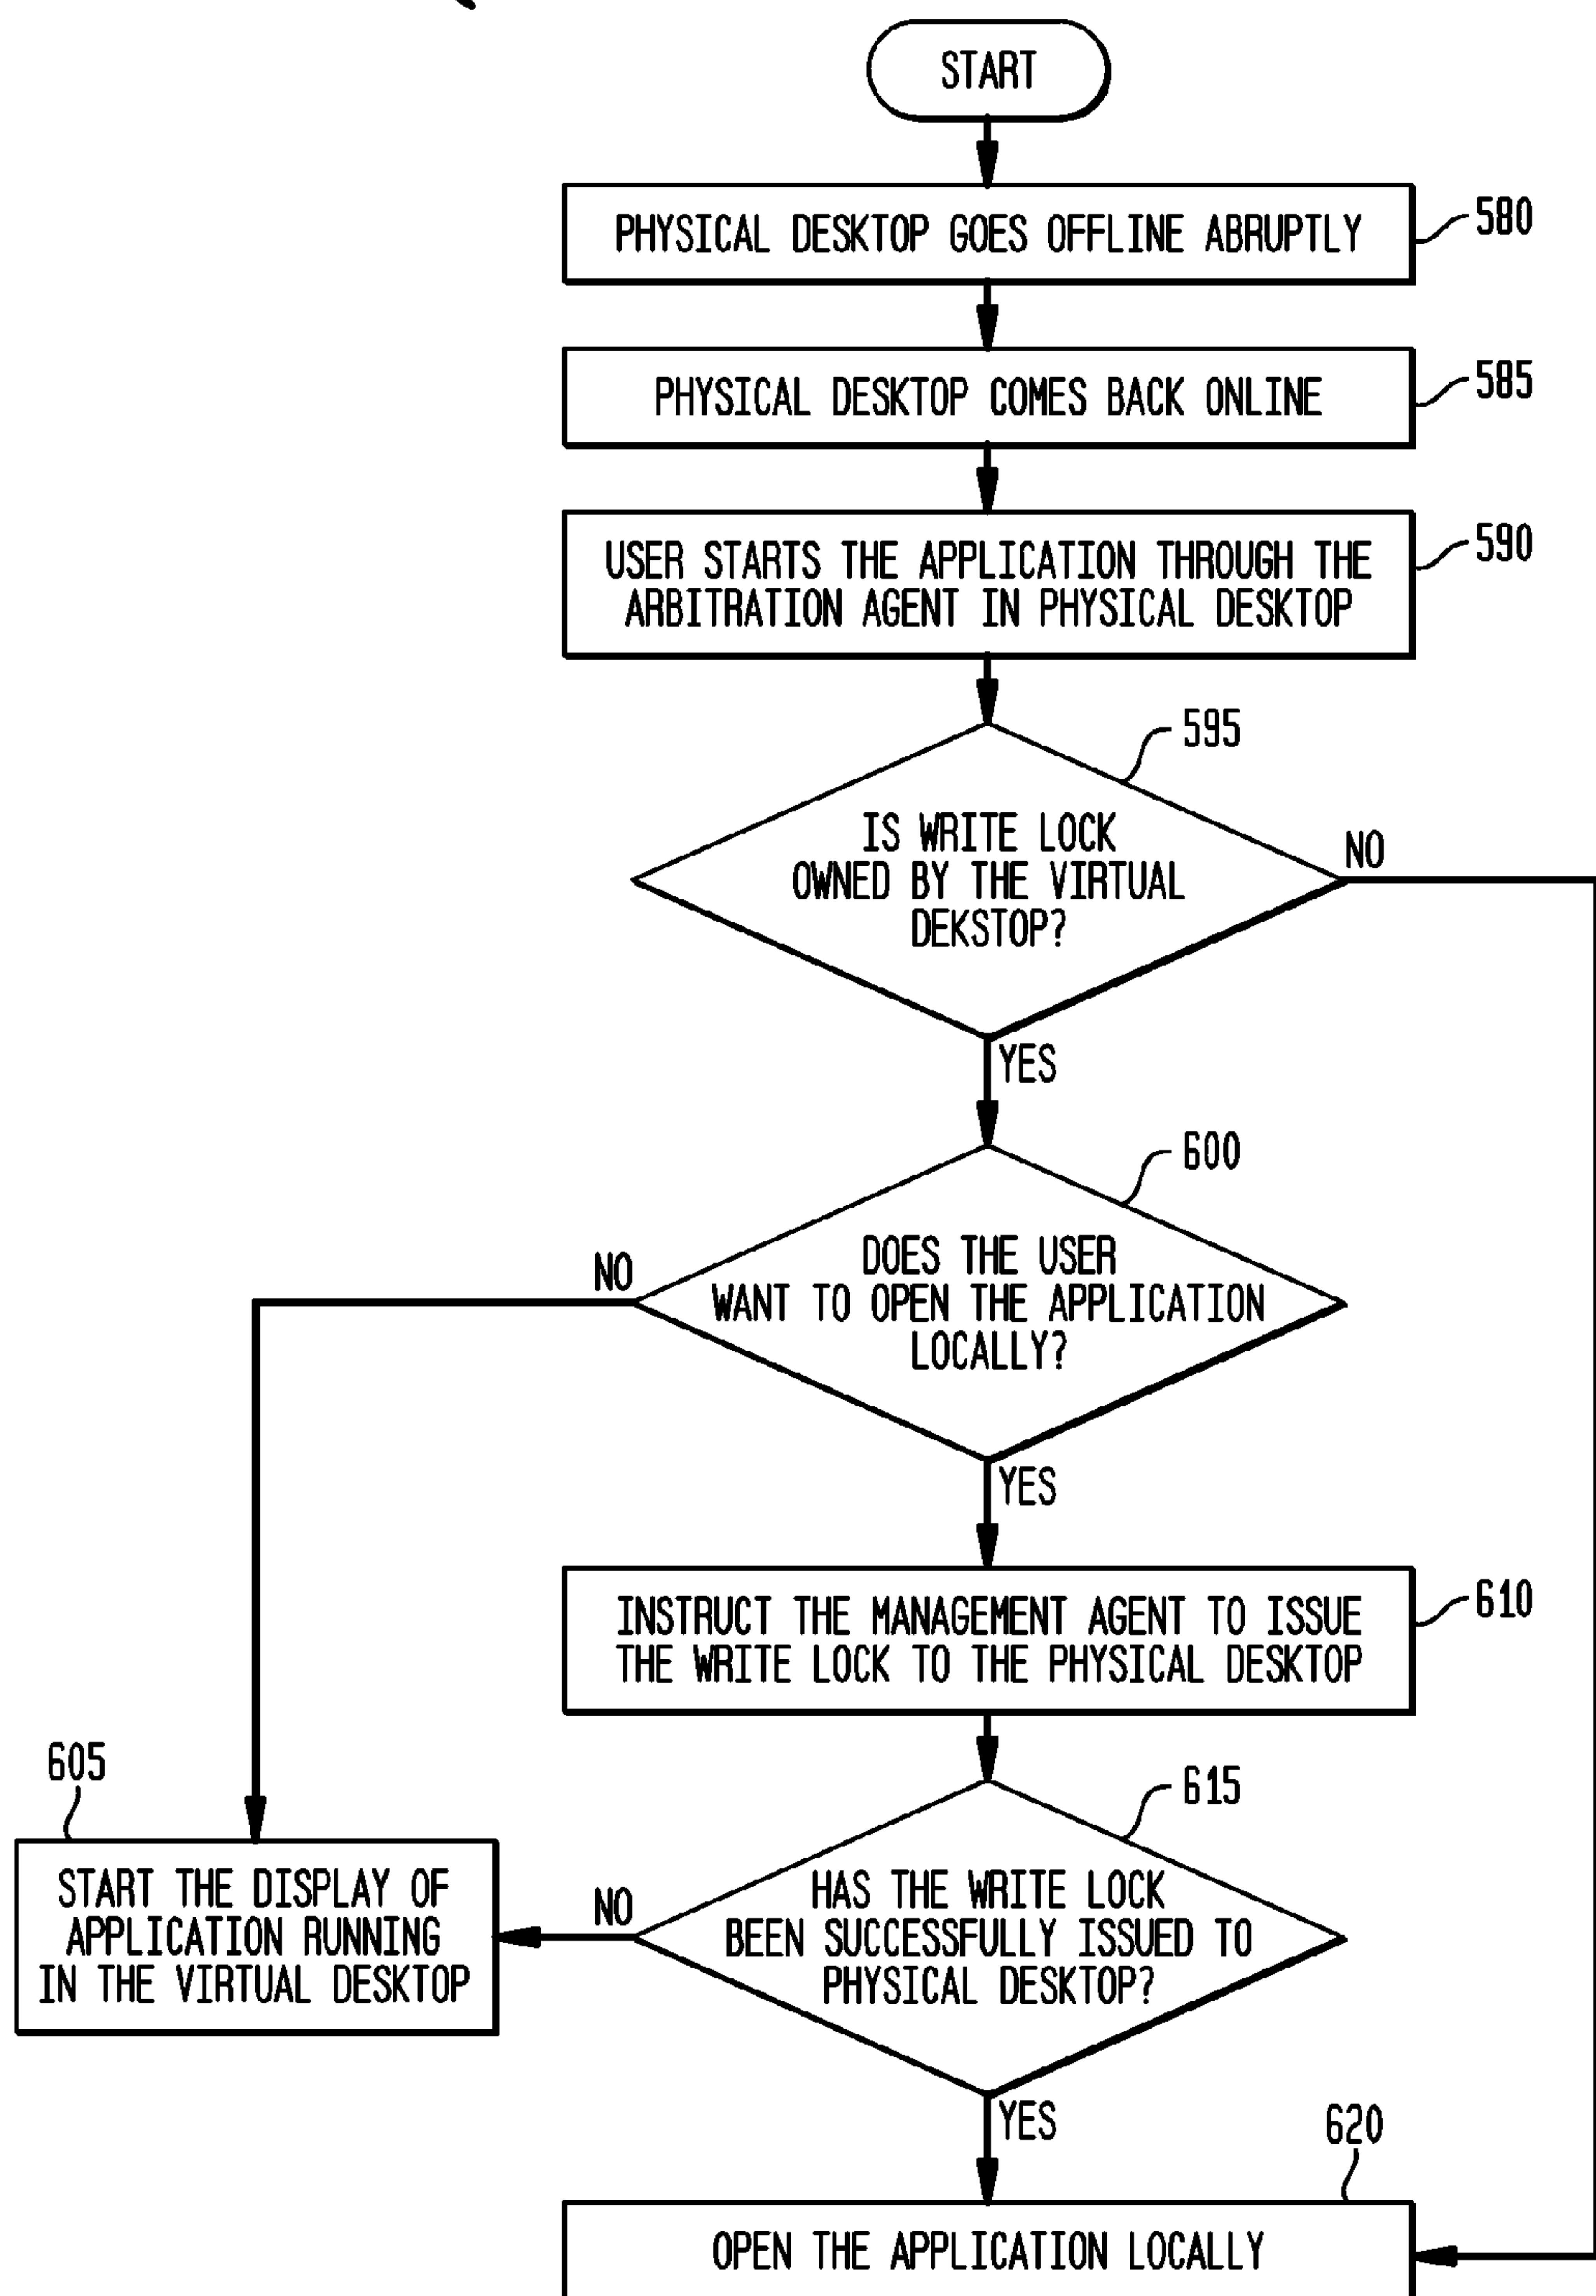 START
PHYSICAL DESKTOP GOES OFFLINE ABRUPTLY
580
PHYSICAL DESKTOP COMES BACK ONLINE
585
USER STARTS THE APPLICATION THROUGH THE
ARBITRATION AGENT IN PHYSICAL DESKTOP
590
595
IS WRITE LOCK
OWNED BY THE VIRTUAL
DEKSTOP?
NO
YES
600
DOES THE USER
WANT TO OPEN THE APPLICATION
LOCALLY?
NO
YES
INSTRUCT THE MANAGEMENT AGENT TO ISSUE
THE WRITE LOCK TO THE PHYSICAL DESKTOP
610
605
START THE DISPLAY OF
APPLICATION RUNNING
IN THE VIRTUAL DESKTOP
615
HAS THE WRITE LOCK
BEEN SUCCESSFULLY ISSUED TO
PHYSICAL DESKTOP?
NO
YES
620
OPEN THE APPLICATION LOCALLY